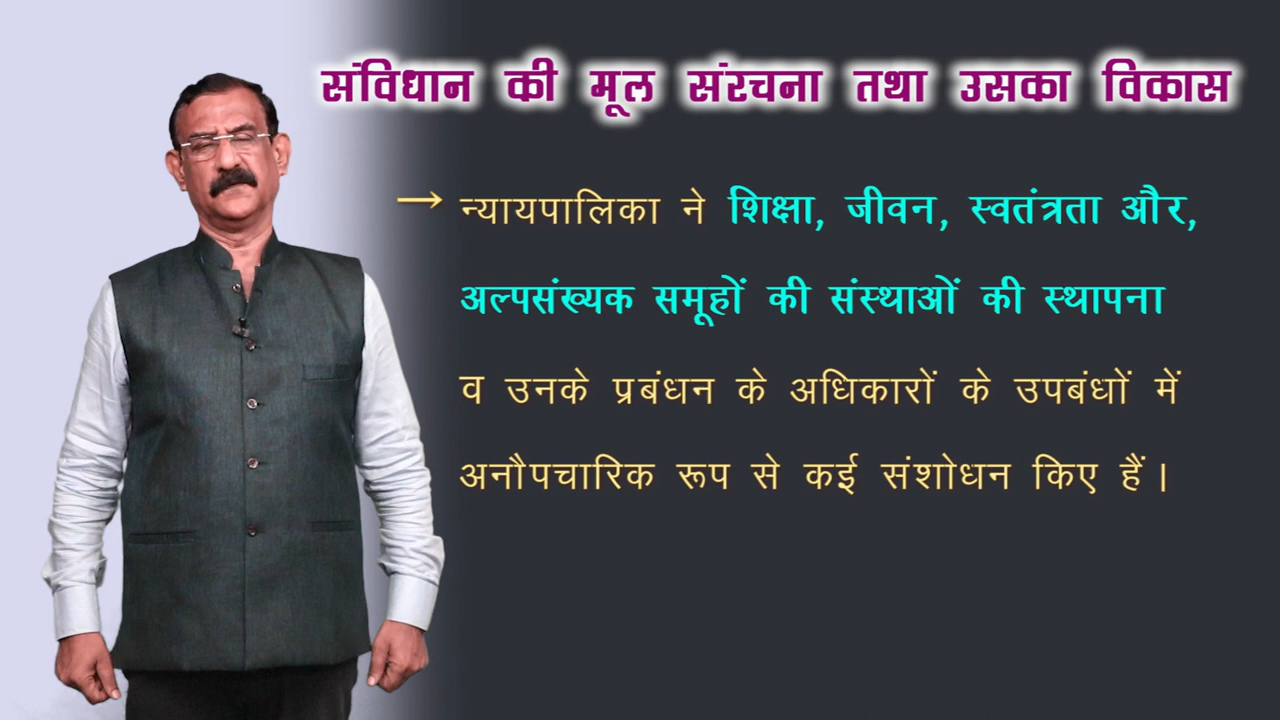 संविधान की मूल संरचना तथा उसका विकास
→ न्यायपालिका ने शिक्षा, जीवन, स्वतंत्रता और,
अल्पसंख्यक समूहों की संस्थाओं की स्थापना
व उनके प्रबंधन के अधिकारों के उपबंधों में
अनौपचारिक रूप से कई संशोधन किए हैं।